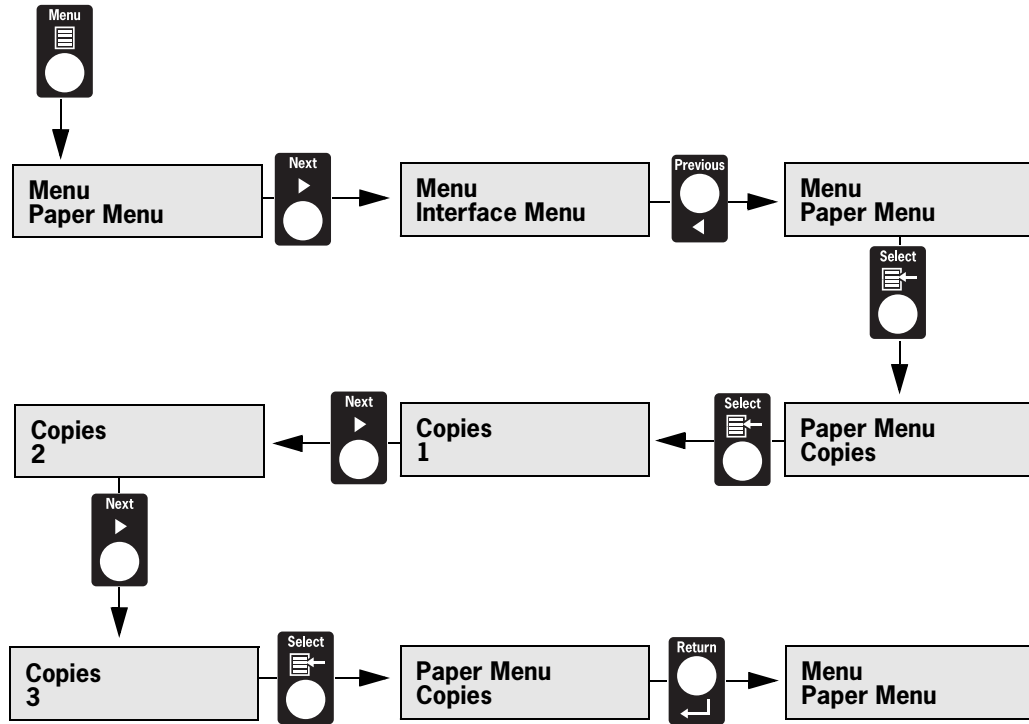 Menu
Menu
Paper Menu
Next
Menu
Interface Menu
Previous
Menu
Paper Menu
Select
Paper Menu
Copies
Select
Copies
1
Next
Copies
2
Next
Copies
3
Select
Paper Menu
Copies
Return
Menu
Paper Menu